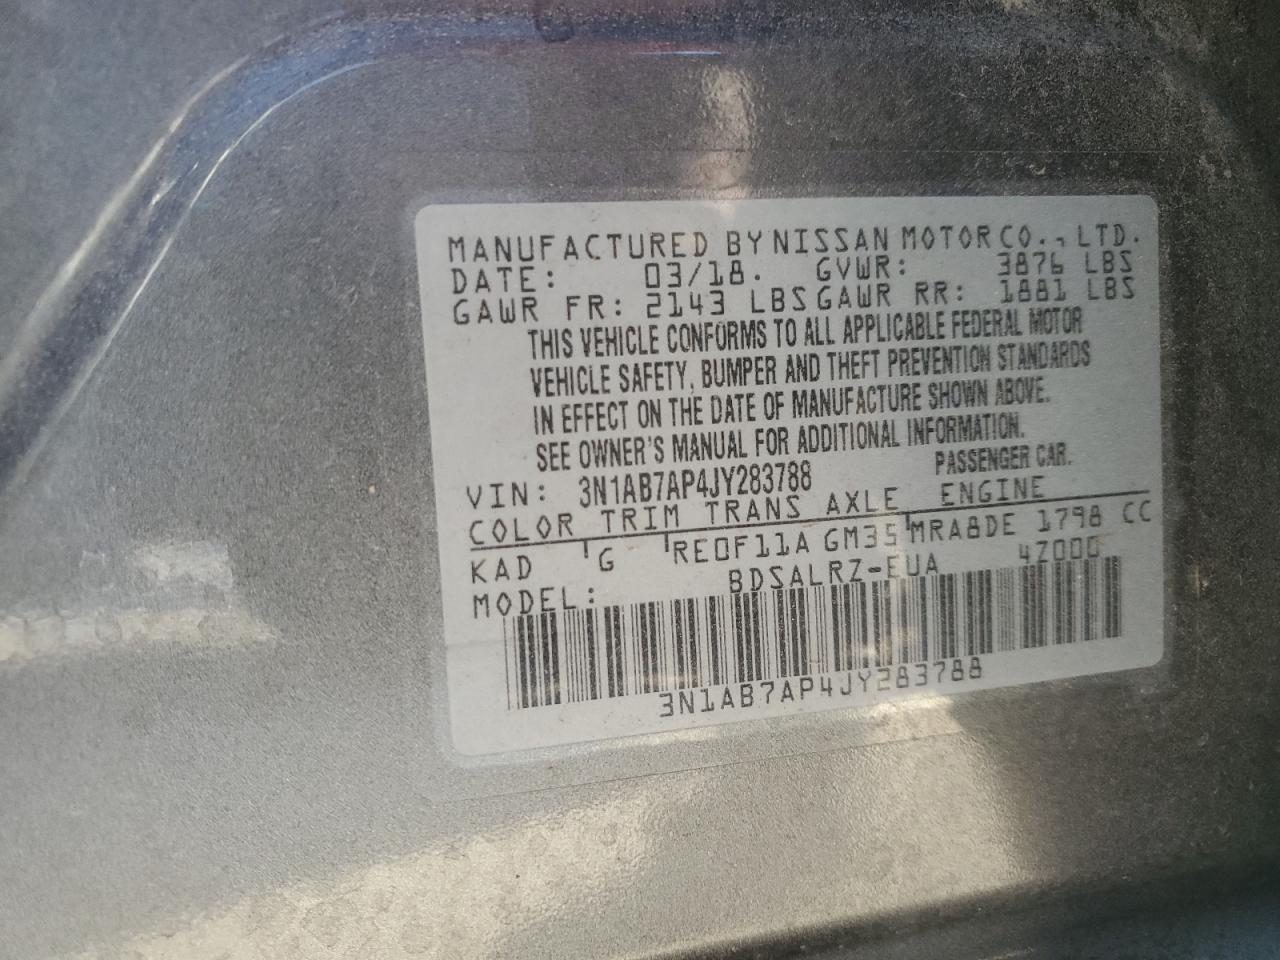 MANUFACTURED BY NISSAN MOTOR CO., LTD.
DATE: 03/18. GVWR: 3876 LBS
GAWR FR: 2143 LBS GAWR RR: 1881 LBS
THIS VEHICLE CONFORMS TO ALL APPLICABLE FEDERAL MOTOR
VEHICLE SAFETY, BUMPER AND THEFT PREVENTION STANDARDS
IN EFFECT ON THE DATE OF MANUFACTURE SHOWN ABOVE.
SEE OWNER'S MANUAL FOR ADDITIONAL INFORMATION.
VIN: 3N1AB7AP4JY283788 PASSENGER CAR.
COLOR TRIM TRANS AXLE ENGINE
KAD G RE0F11A GM35 MRA8DE 1798 CC
MODEL: BDSALRZ-EUA 4Z000
3N1AB7AP4JY283788